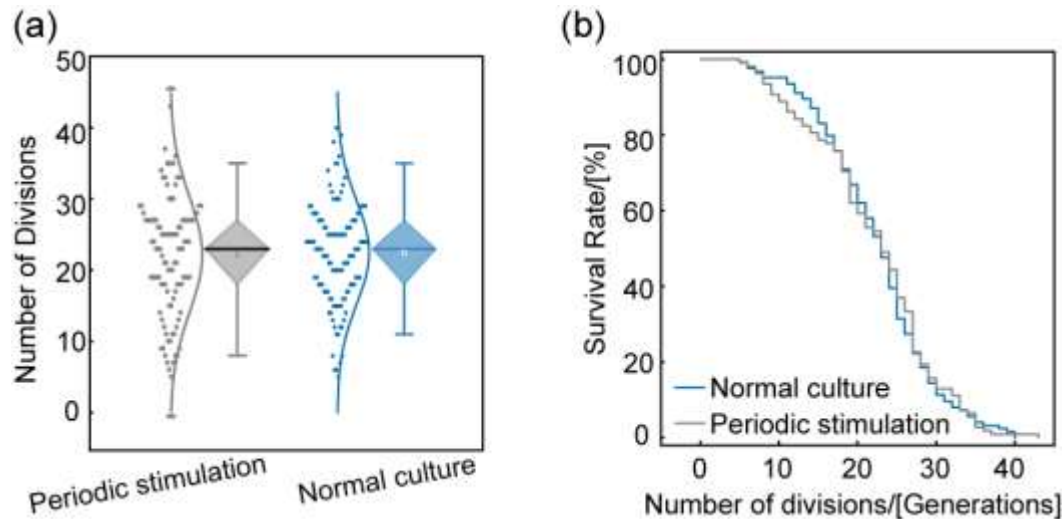 (a)
50
40
30
20
10
0
Number of Divisions
Periodic stimulation
Normal culture
(b)
100
80
60
40
20
0
Survival Rate/[%]
Normal culture
Periodic stimulation
0 10 20 30 40
Number of divisions/[Generations]